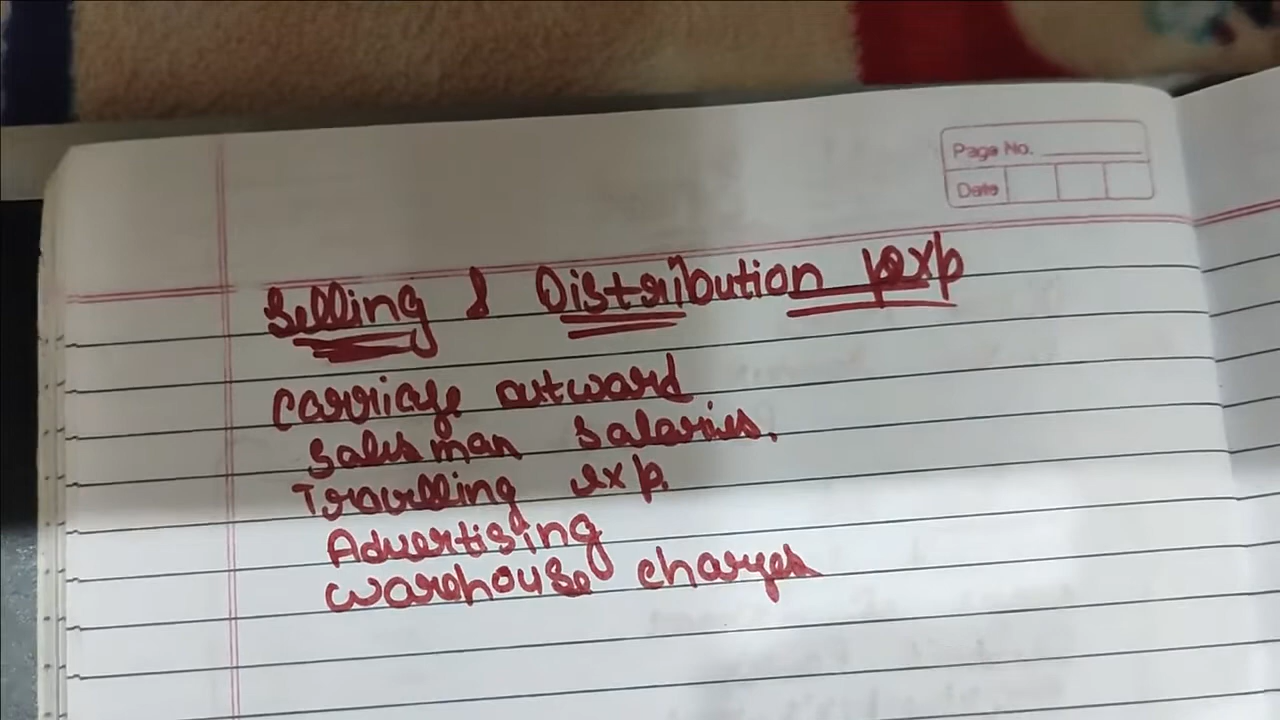 Page No.
Date
Selling & Distribution exp
Carriage outward
Salesman Salaries.
Travelling exp.
Advertising
Warehouse charges